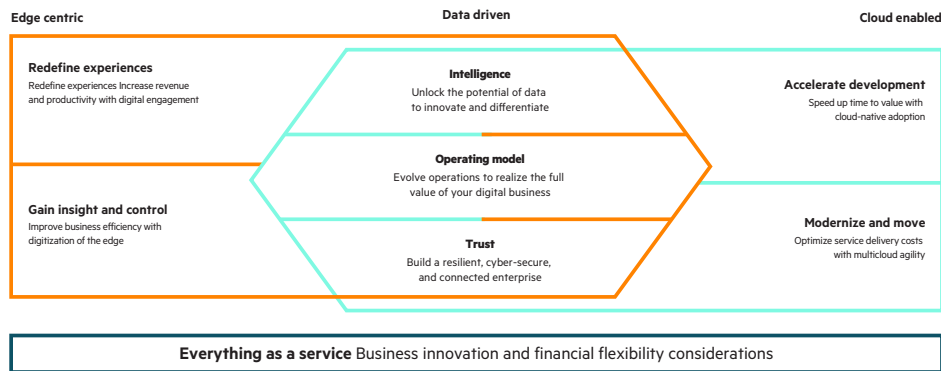 Edge centric
Data driven
Cloud enabled
Redefine experiences
Redefine experiences Increase revenue
and productivity with digital engagement
Gain insight and control
Improve business efficiency with
digitization of the edge
Intelligence
Unlock the potential of data
to innovate and differentiate
Operating model
Evolve operations to realize the full
value of your digital business
Trust
Build a resilient, cyber-secure,
and connected enterprise
Accelerate development
Speed up time to value with
cloud-native adoption
Modernize and move
Optimize service delivery costs
with multicloud agility
Everything as a service Business innovation and financial flexibility considerations